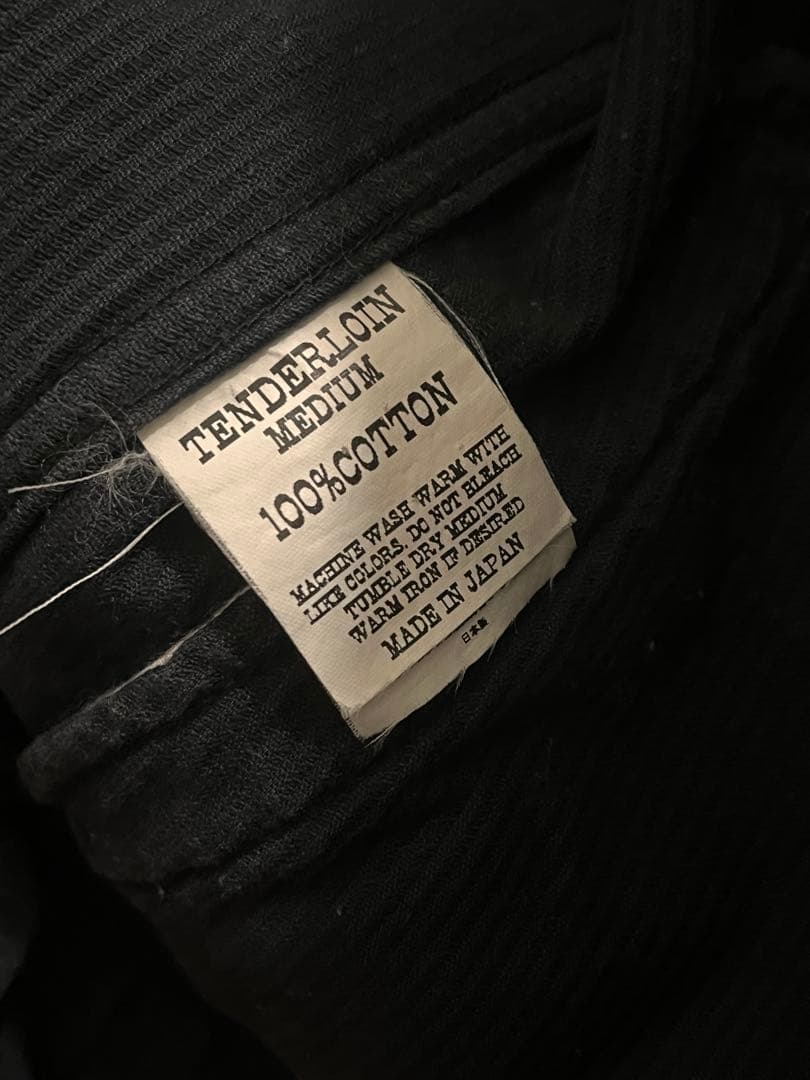 TENDERLOIN
MEDIUM
100%COTTON
MACHINE WASH WARM WITH
LIKE COLORS. DO NOT BLEACH
TUMBLE DRY MEDIUM
WARM IRON IF DESIRED
MADE IN JAPAN
日本製